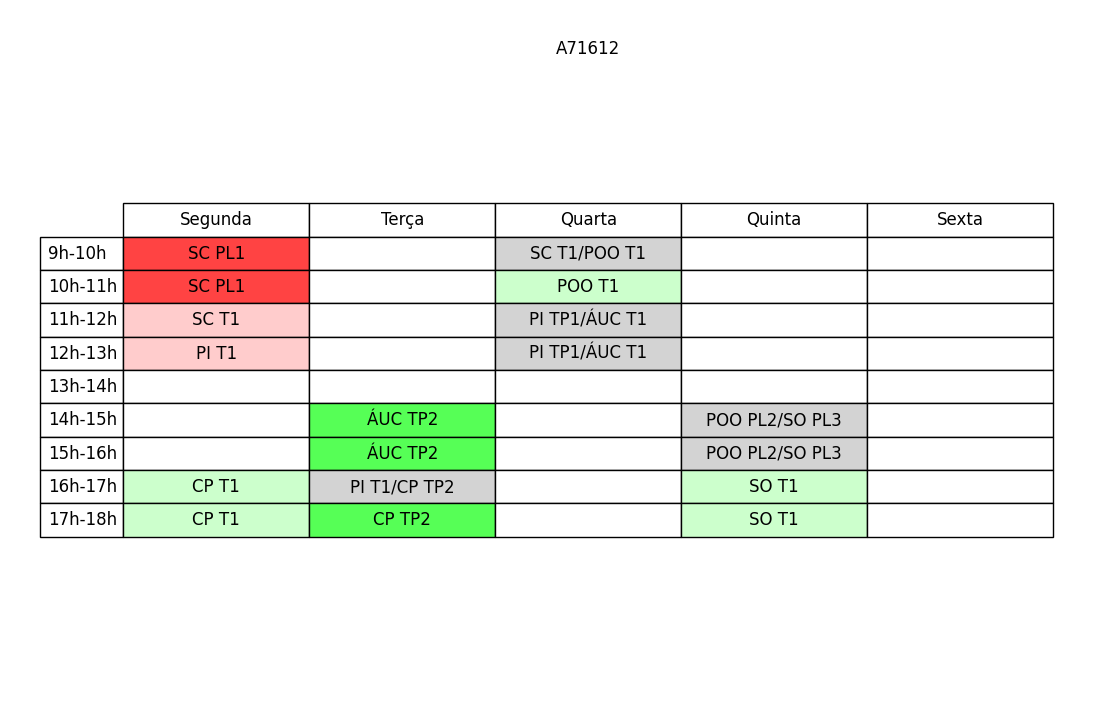 A71612
Segunda Terça Quarta Quinta Sexta
9h-10h SC PL1 SC T1/POO T1
10h-11h SC PL1 POO T1
11h-12h SC T1 PI TP1/ÁUC T1
12h-13h PI T1 PI TP1/ÁUC T1
13h-14h
14h-15h ÁUC TP2 POO PL2/SO PL3
15h-16h ÁUC TP2 POO PL2/SO PL3
16h-17h CP T1 PI T1/CP TP2 SO T1
17h-18h CP T1 CP TP2 SO T1